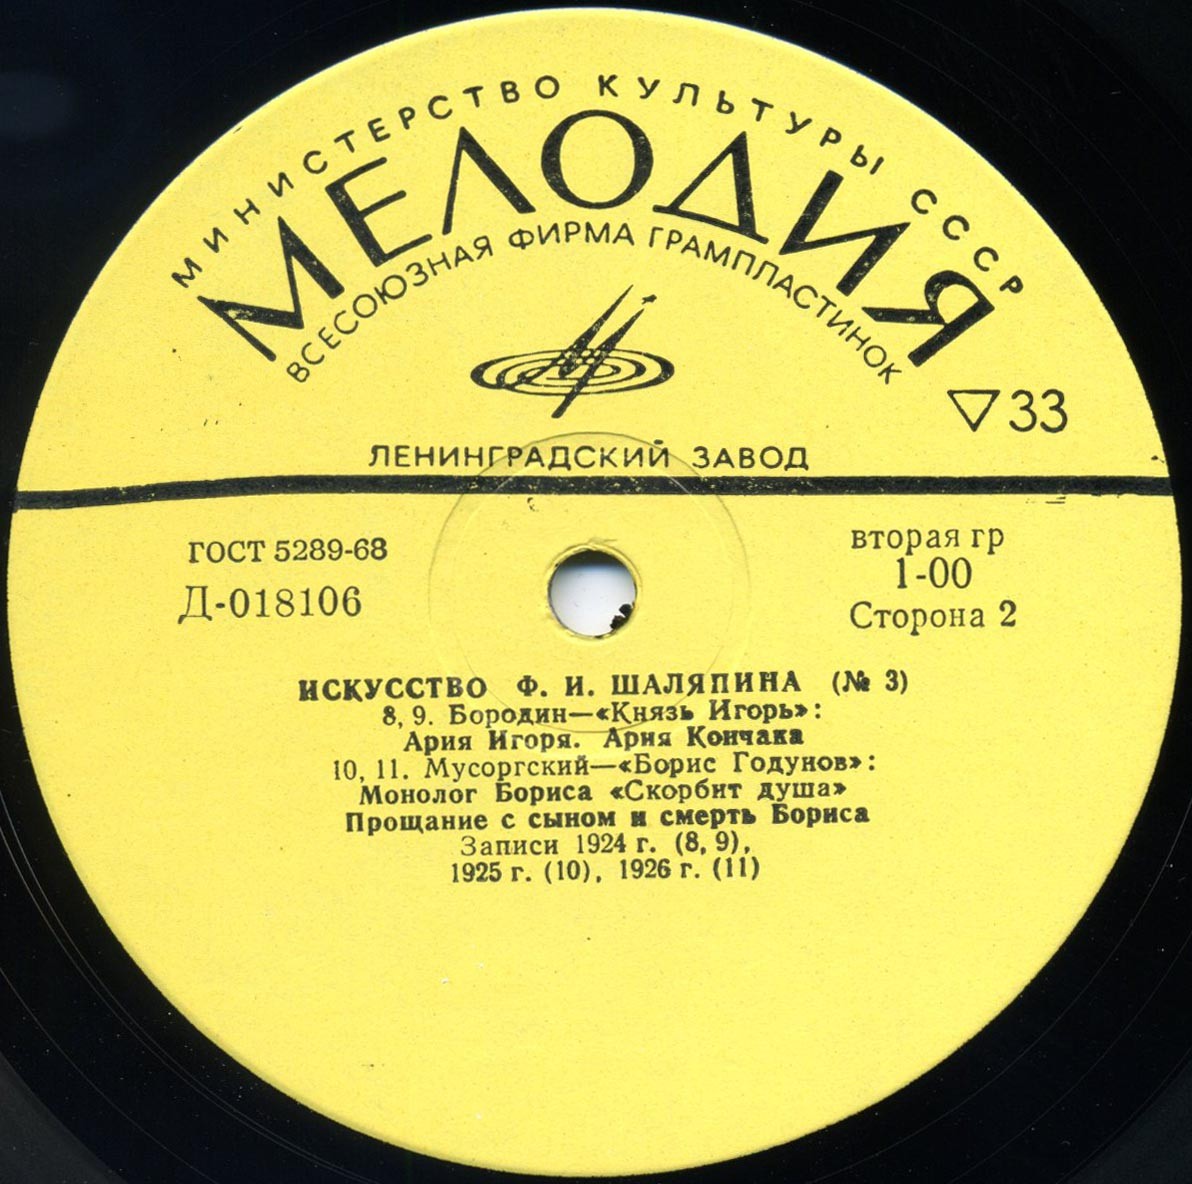 МИНИСТЕРСТВО КУЛЬТУРЫ СССР
МЕЛОДИЯ
ВСЕСОЮЗНАЯ ФИРМА ГРАМПЛАСТИНОК
33
ЛЕНИНГРАДСКИЙ ЗАВОД
ГОСТ 5289-68
Д-018106
вторая гр
1-00
Сторона 2
ИСКУССТВО Ф. И. ШАЛЯПИНА (№ 3)
8, 9. Бородин—«Князь Игорь»:
Ария Игоря. Ария Кончака
10, 11. Мусоргский—«Борис Годунов»:
Монолог Бориса «Скорбит душа»
Прощание с сыном и смерть Бориса
Записи 1924 г. (8, 9),
1925 г. (10), 1926 г. (11)